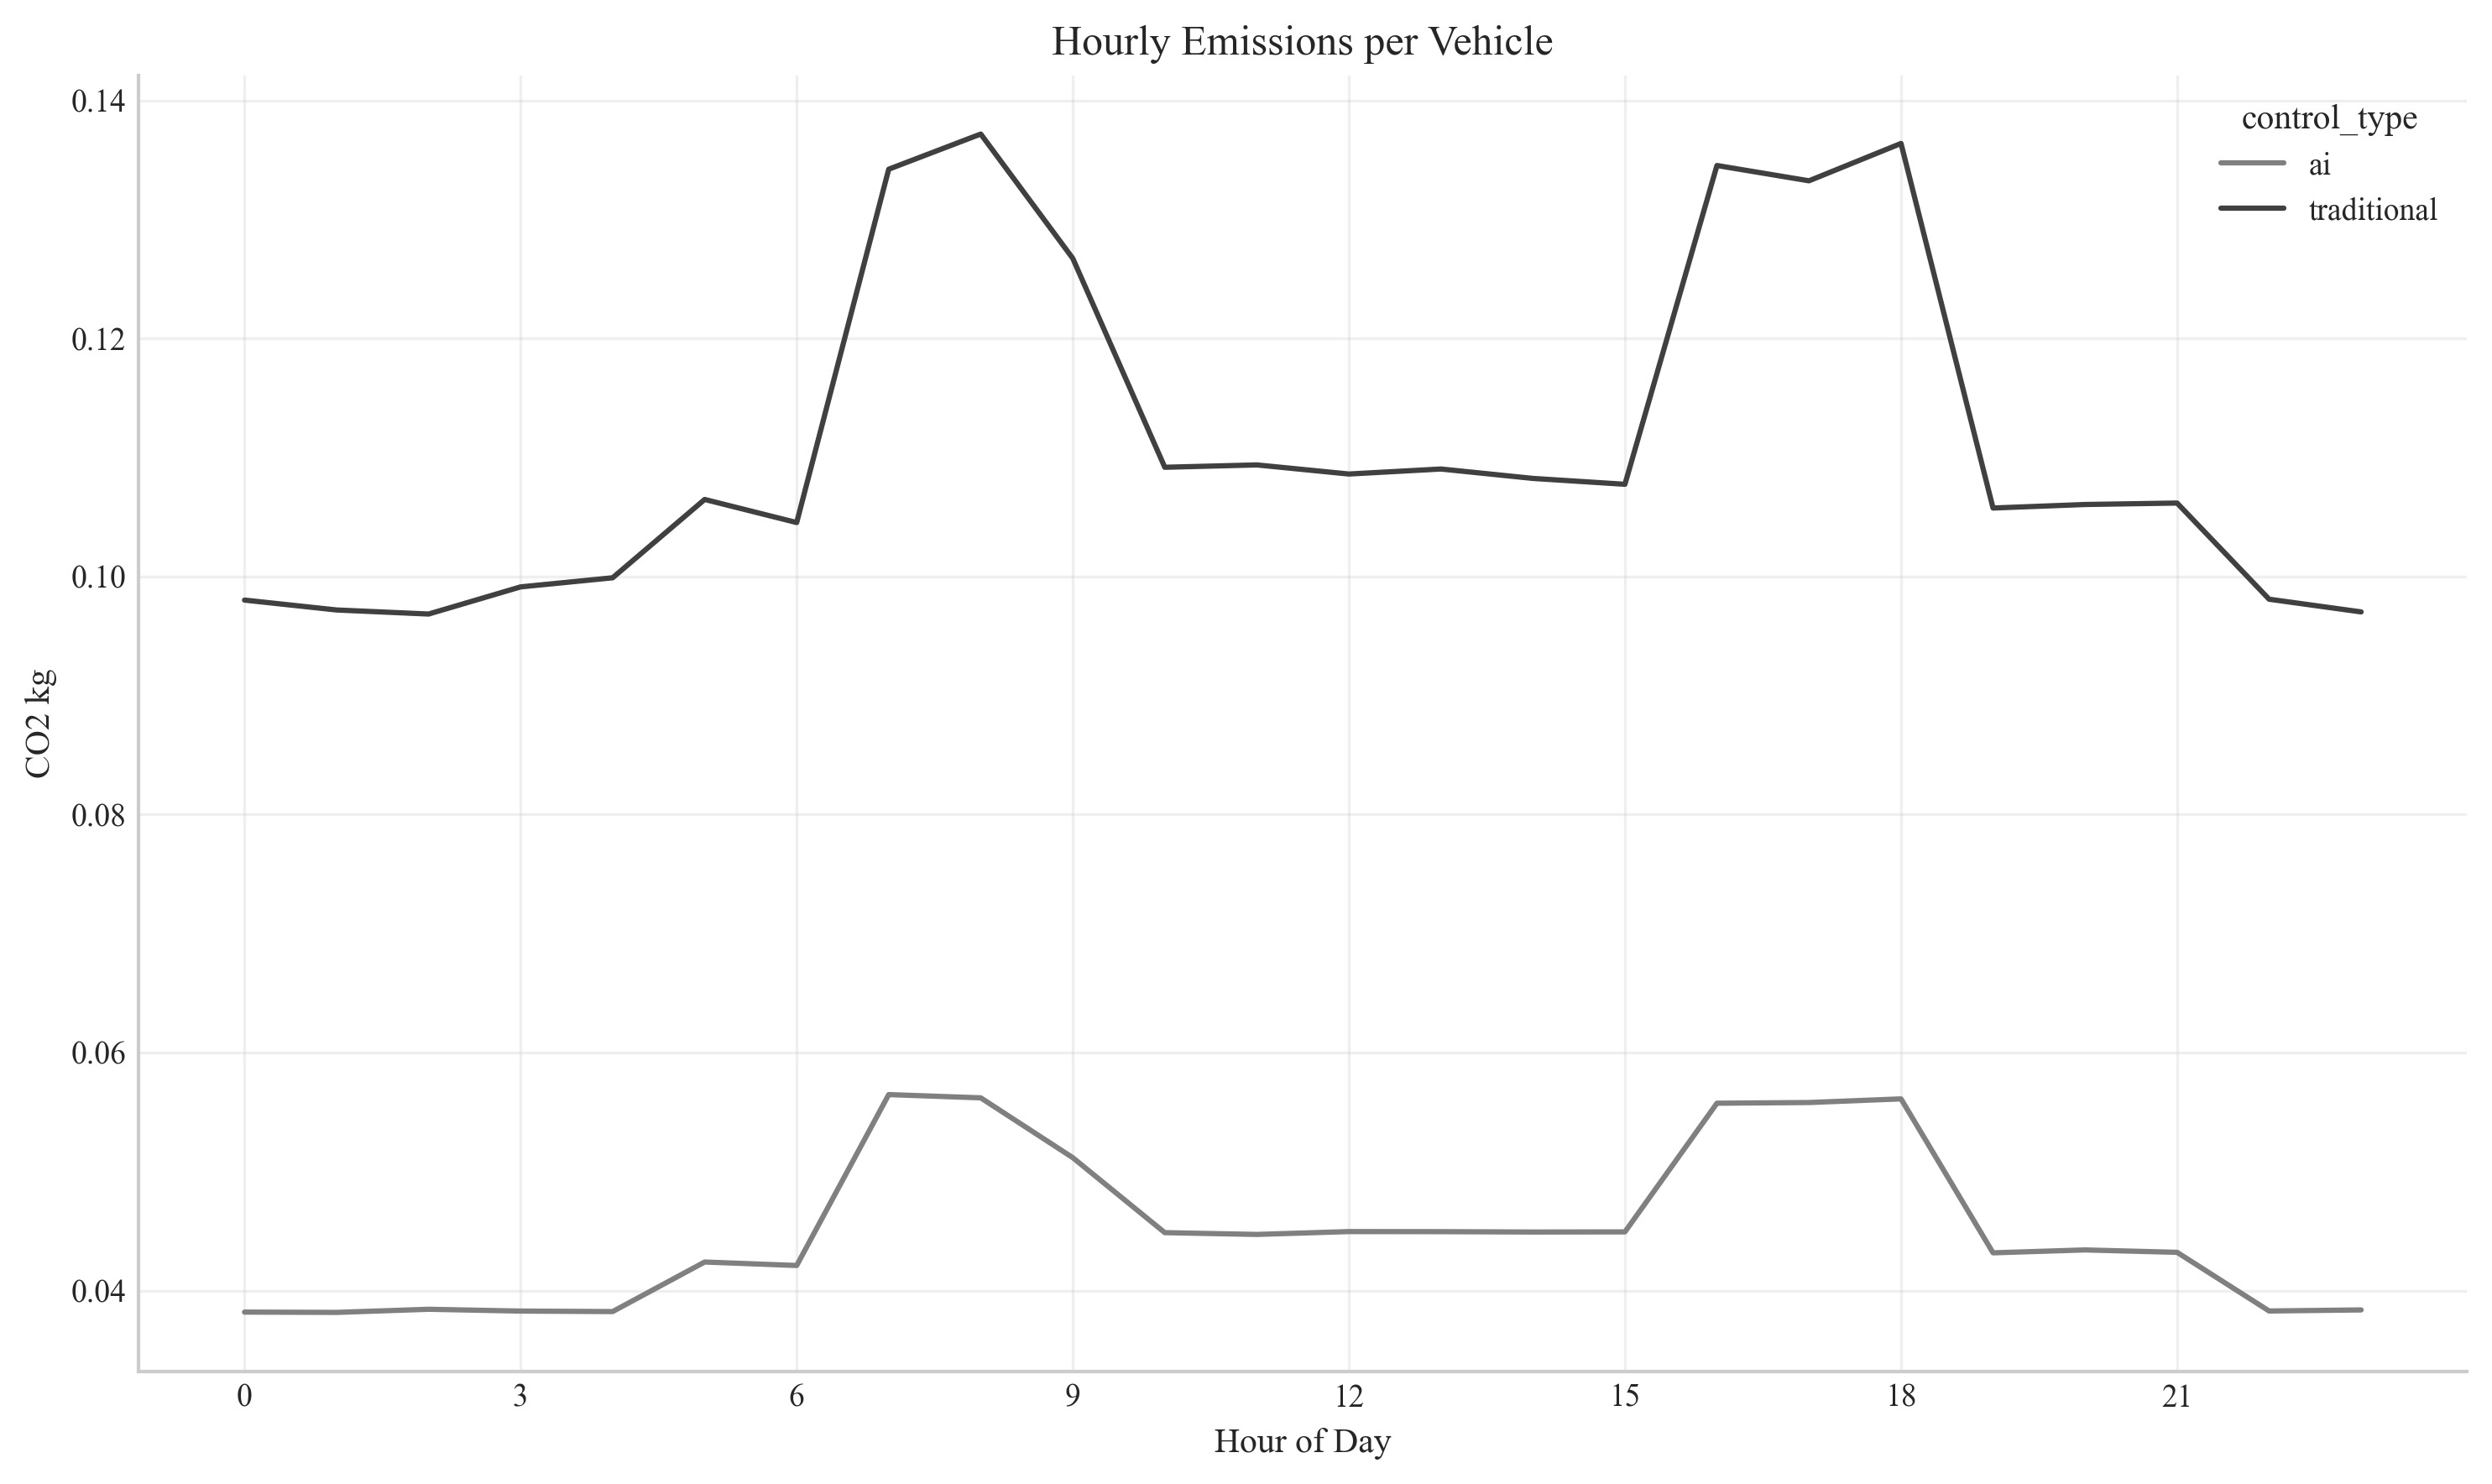 Hourly Emissions per Vehicle
control_type
ai
traditional
0.14
0.12
0.10
0.08
0.06
0.04
CO2 kg
0 3 6 9 12 15 18 21
Hour of Day